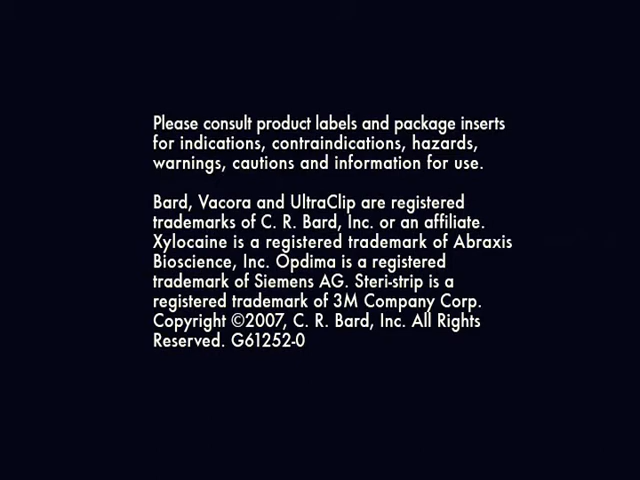 Please consult product labels and package inserts
for indications, contraindications, hazards,
warnings, cautions and information for use.
Bard, Vacora and UltraClip are registered
trademarks of C. R. Bard, Inc. or an affiliate.
Xylocaine is a registered trademark of Abraxis
Bioscience, Inc. Opdima is a registered
trademark of Siemens AG. Steri-strip is a
registered trademark of 3M Company Corp.
Copyright ©2007, C. R. Bard, Inc. All Rights
Reserved. G61252-0